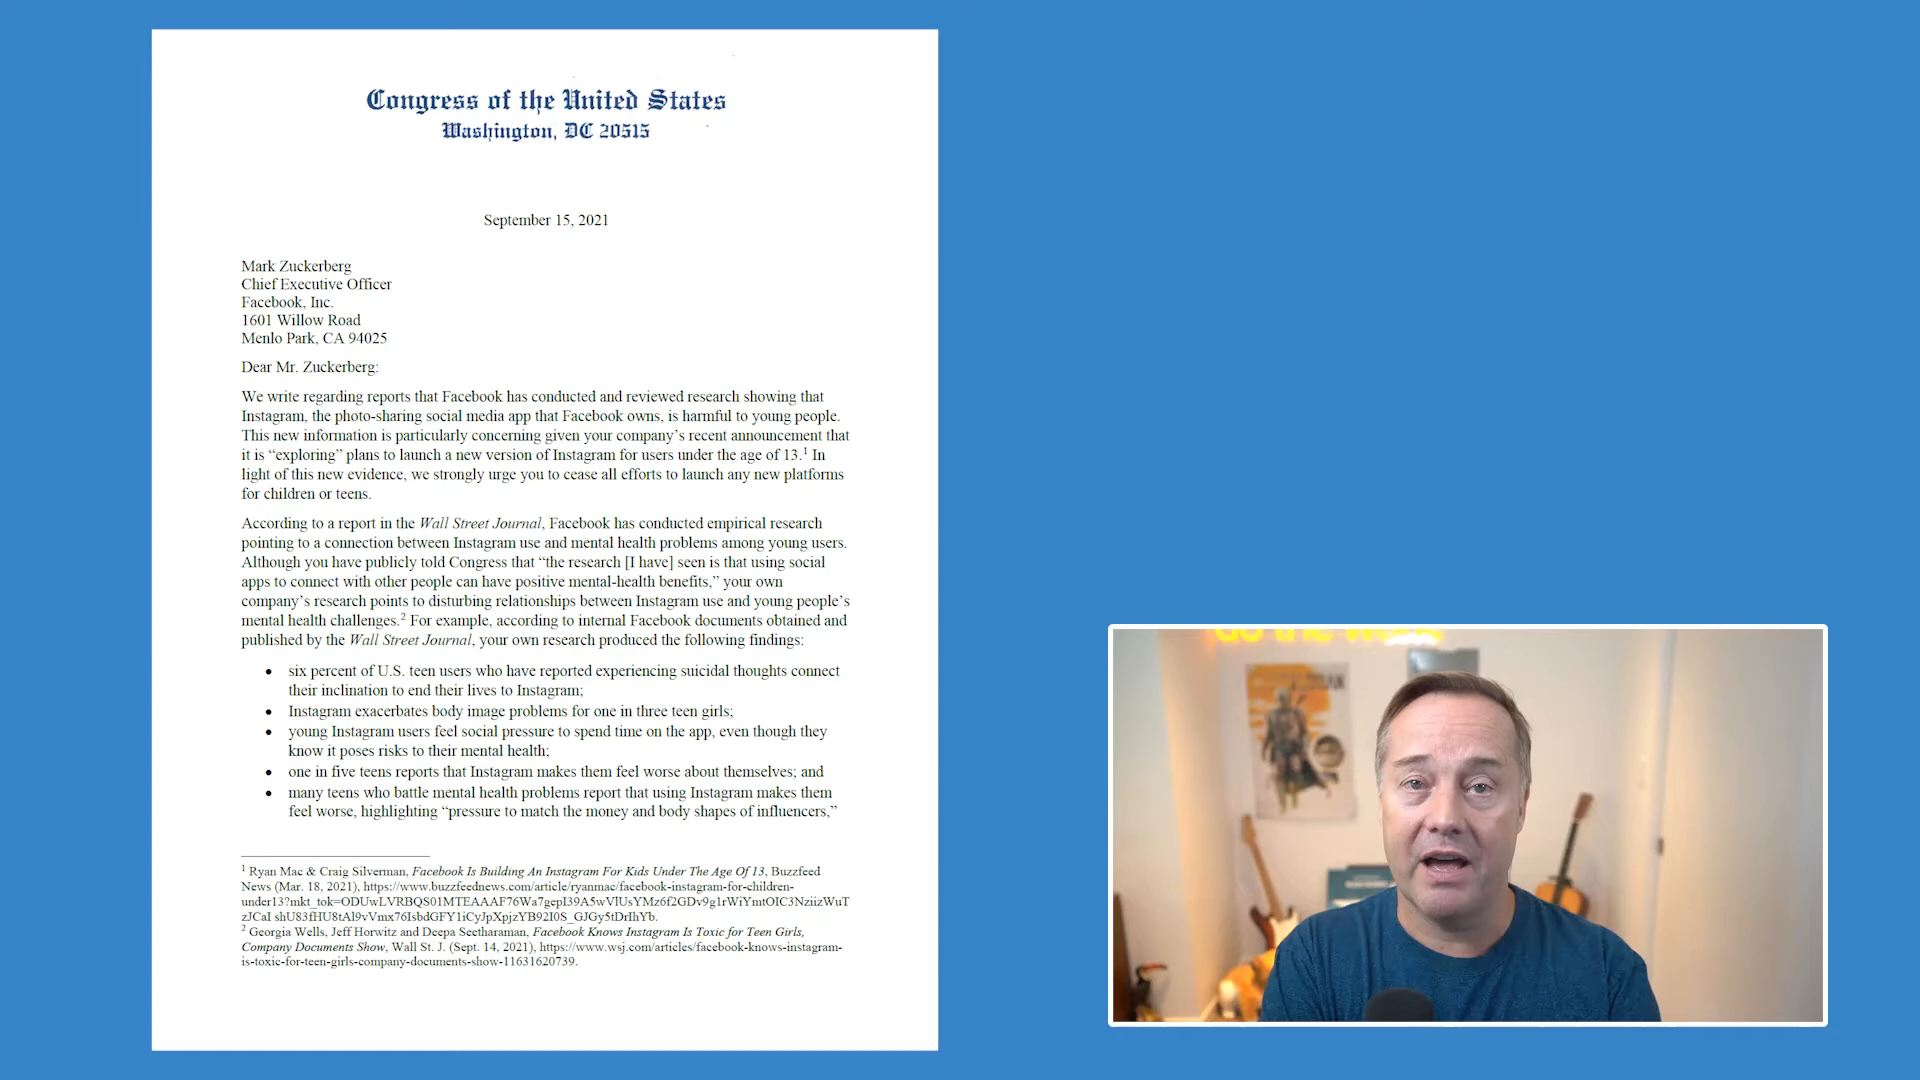 Congress of the United States
Washington, DC 20515
September 15, 2021
Mark Zuckerberg
Chief Executive Officer
Facebook, Inc.
1601 Willow Road
Menlo Park, CA 94025
Dear Mr. Zuckerberg:
We write regarding reports that Facebook has conducted and reviewed research showing that
Instagram, the photo-sharing social media app that Facebook owns, is harmful to young people.
This new information is particularly concerning given your company's recent announcement that
it is “exploring” plans to launch a new version of Instagram for users under the age of 13.1 In
light of this new evidence, we strongly urge you to cease all efforts to launch any new platforms
for children or teens.
According to a report in the Wall Street Journal, Facebook has conducted empirical research
pointing to a connection between Instagram use and mental health problems among young users.
Although you have publicly told Congress that “the research [I have] seen is that using social
apps to connect with other people can have positive mental-health benefits,” your own
company's research points to disturbing relationships between Instagram use and young people's
mental health challenges.2 For example, according to internal Facebook documents obtained and
published by the Wall Street Journal, your own research produced the following findings:
• six percent of U.S. teen users who have reported experiencing suicidal thoughts connect
their inclination to end their lives to Instagram;
• Instagram exacerbates body image problems for one in three teen girls;
• young Instagram users feel social pressure to spend time on the app, even though they
know it poses risks to their mental health;
• one in five teens reports that Instagram makes them feel worse about themselves; and
• many teens who battle mental health problems report that using Instagram makes them
feel worse, highlighting “pressure to match the money and body shapes of influencers,”
1 Ryan Mac & Craig Silverman, Facebook Is Building An Instagram For Kids Under The Age Of 13, Buzzfeed
News (Mar. 18, 2021), https://www.buzzfeednews.com/article/ryanmac/facebook-instagram-for-children-
under13?mkt_tok=ODUwLVRBQS01MTEAAAF76Wa7gepI39A5wVlUsYMz6f2GDv9g1rWiYmtOIC3NziizWuT
zJCaI shU83fHU8tAl9vVmx76IsbdGFY1iCyJpXpjzYB92I0S_GJGy5tDrIhYb.
2 Georgia Wells, Jeff Horwitz and Deepa Seetharaman, Facebook Knows Instagram Is Toxic for Teen Girls,
Company Documents Show, Wall St. J. (Sept. 14, 2021), https://www.wsj.com/articles/facebook-knows-instagram-
is-toxic-for-teen-girls-company-documents-show-11631620739.